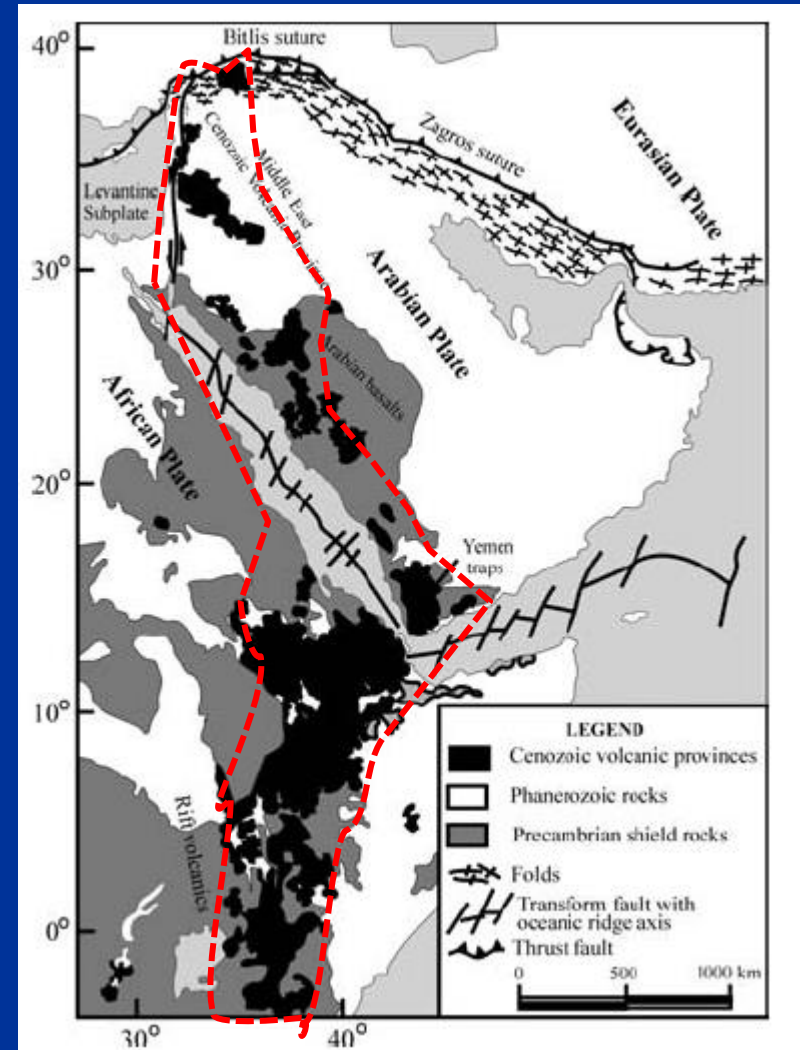 40°
Bitlis suture
Zagros suture
Eurasian Plate
Levantine
Subplate
Middle East
Cenozoic Volcanic Province
Arabian Plate
30°
Arabian basalts
African Plate
20°
Yemen
traps
10°
LEGEND
Cenozoic volcanic provinces
Phanerozoic rocks
Precambrian shield rocks
Folds
Transform fault with
oceanic ridge axis
Thrust fault
0 500 1000 km
Rift volcanics
0°
30° 40°